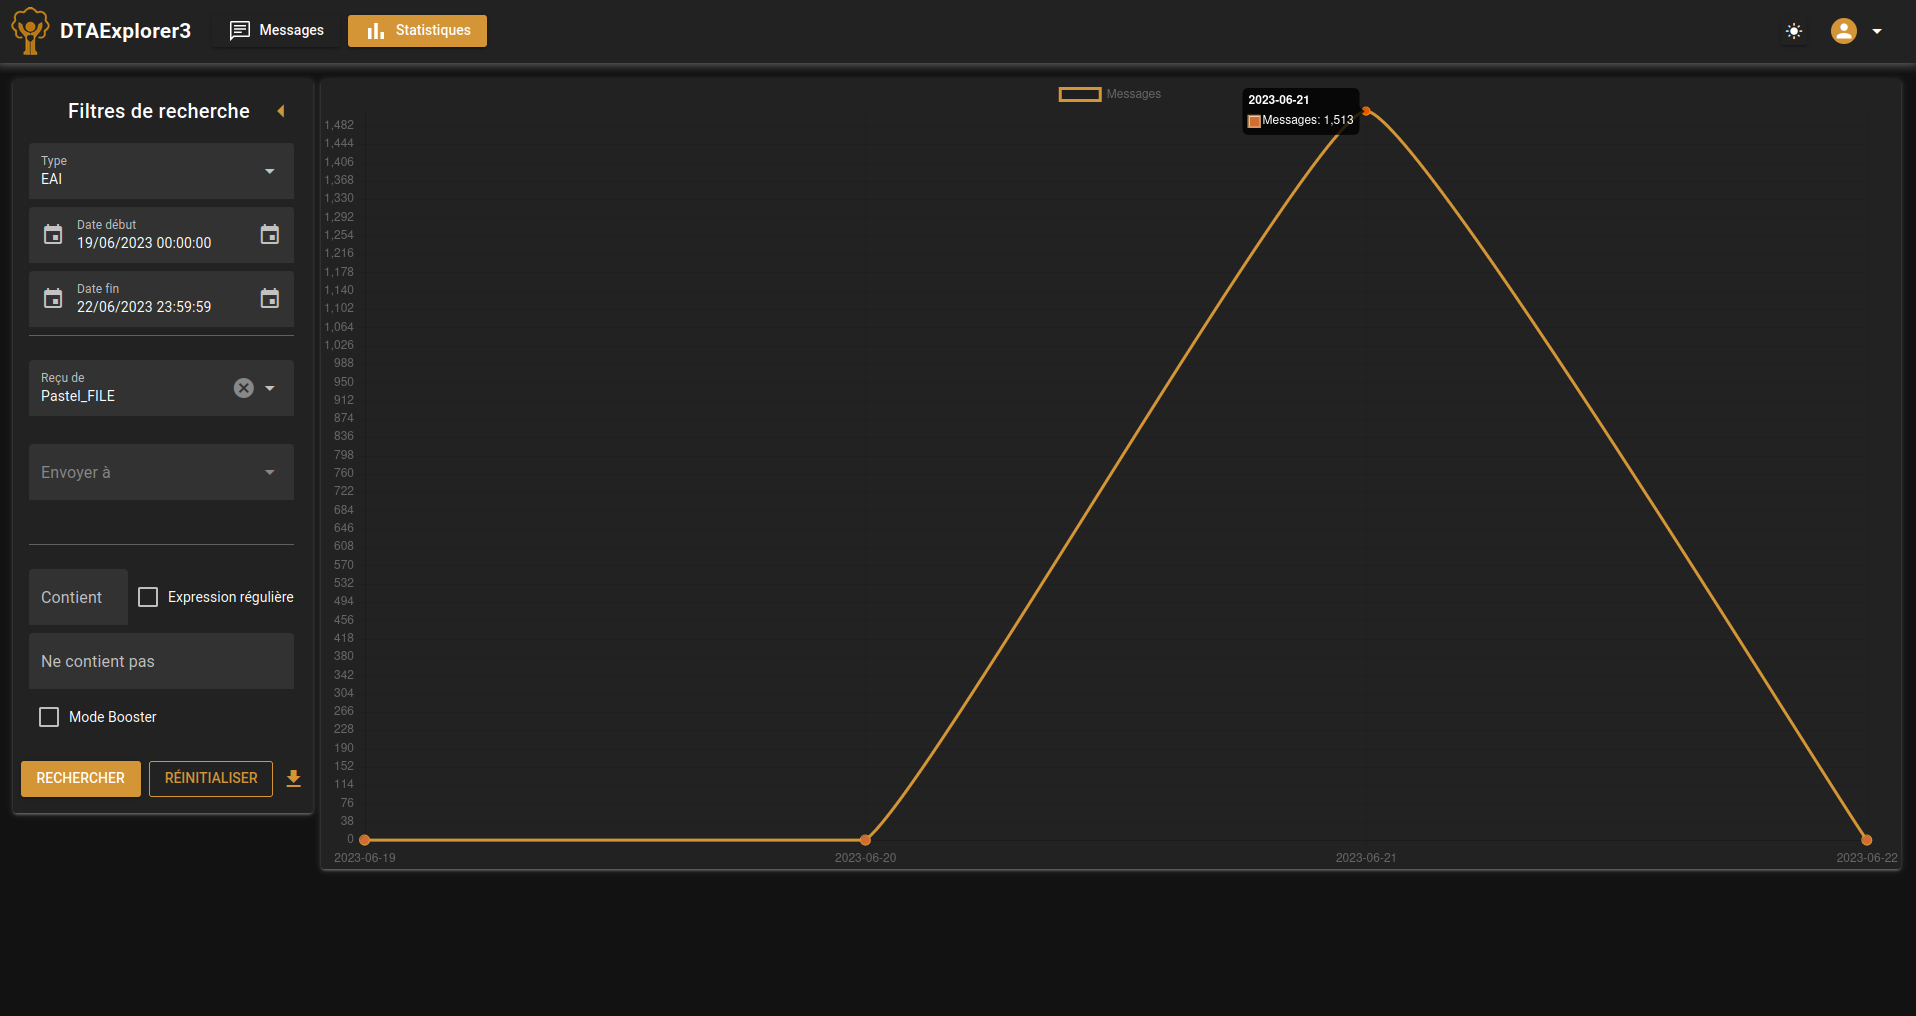 DTAExplorer3
Messages
Statistiques
Filtres de recherche
Type
EAI
Date début
19/06/2023 00:00:00
Date fin
22/06/2023 23:59:59
Reçu de
Pastel_FILE
Envoyer à
Contient
Expression régulière
Ne contient pas
Mode Booster
RECHERCHER
RÉINITIALISER
Messages
2023-06-21
Messages: 1,513
1,482
1,444
1,406
1,368
1,330
1,292
1,254
1,216
1,178
1,140
1,102
1,064
1,026
988
950
912
874
836
798
760
722
684
646
608
570
532
494
456
418
380
342
304
266
228
190
152
114
76
38
0
2023-06-19
2023-06-20
2023-06-21
2023-06-22